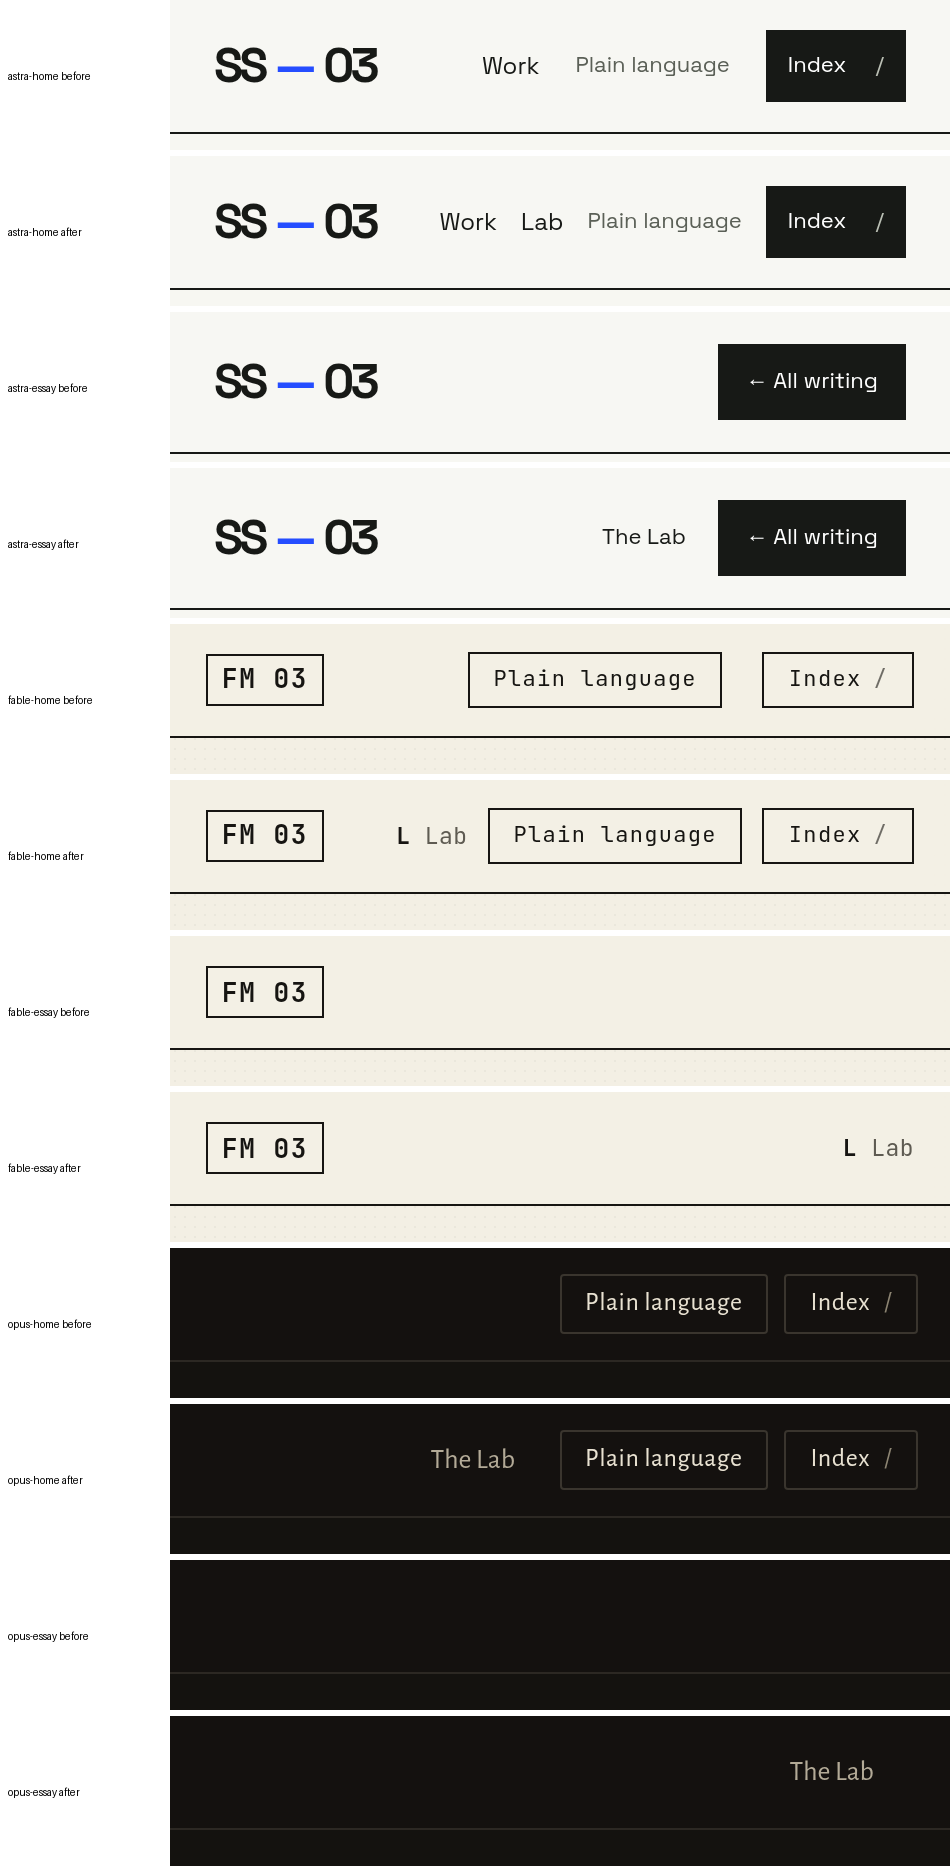 astra-home before SS — 03 Work Plain language Index /
astra-home after SS — 03 Work Lab Plain language Index /
astra-essay before SS — 03 ← All writing
astra-essay after SS — 03 The Lab ← All writing
fable-home before FM 03 Plain language Index /
fable-home after FM 03 L Lab Plain language Index /
fable-essay before FM 03
fable-essay after FM 03 L Lab
opus-home before Plain language Index /
opus-home after The Lab Plain language Index /
opus-essay before
opus-essay after The Lab